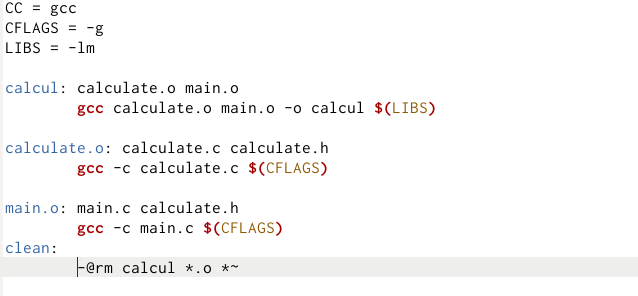 CC = gcc
CFLAGS = -g
LIBS = -lm
calcul: calculate.o main.o
gcc calculate.o main.o -o calcul $(LIBS)
calculate.o: calculate.c calculate.h
gcc -c calculate.c $(CFLAGS)
main.o: main.c calculate.h
gcc -c main.c $(CFLAGS)
clean:
-@rm calcul *.o *~